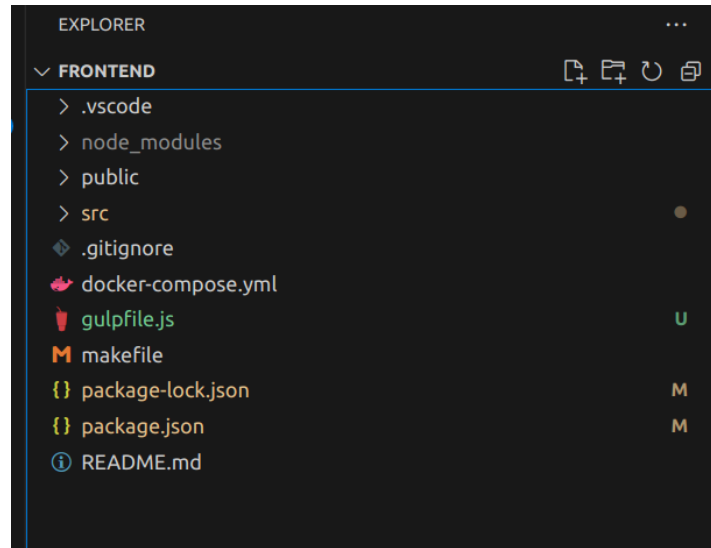 EXPLORER
FRONTEND
.vscode
node_modules
public
src
.gitignore
docker-compose.yml
gulpfile.js U
makefile
package-lock.json M
package.json M
README.md